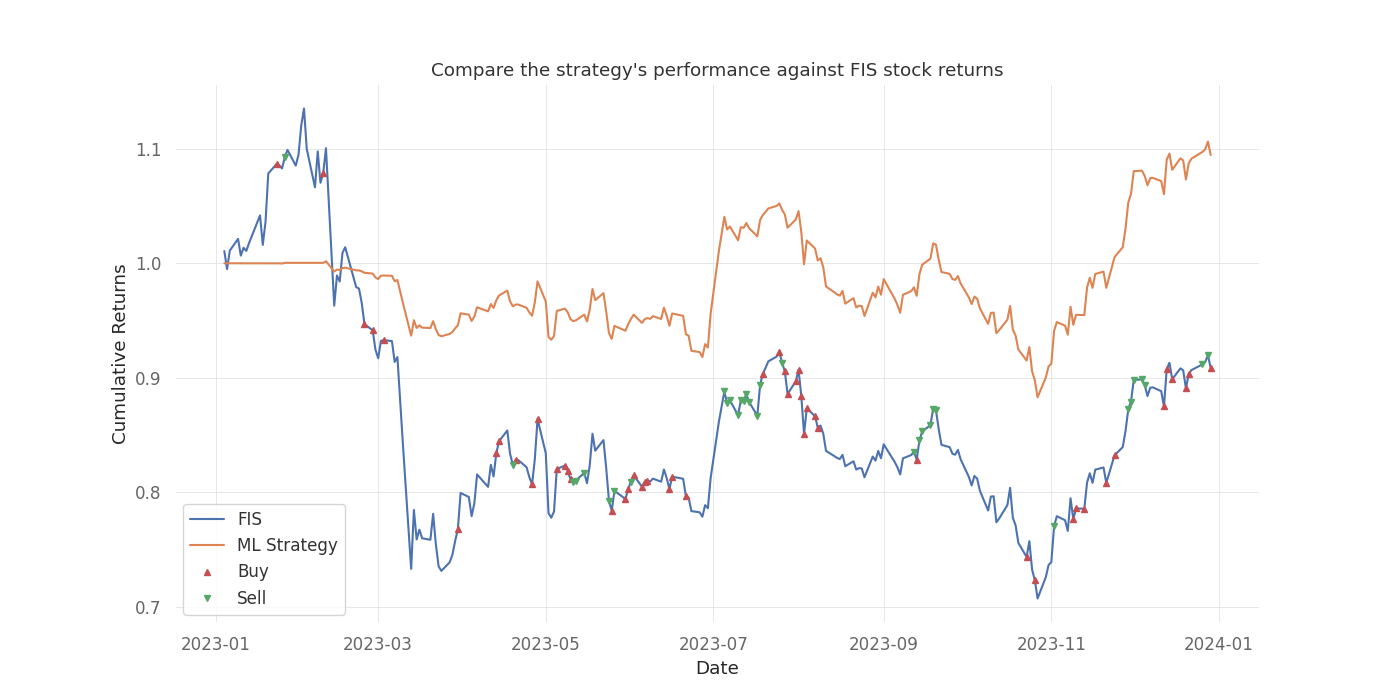 Compare the strategy's performance against FIS stock returns
Cumulative Returns
1.1
1.0
0.9
0.8
0.7
FIS
ML Strategy
Buy
Sell
2023-01 2023-03 2023-05 2023-07 2023-09 2023-11 2024-01
Date